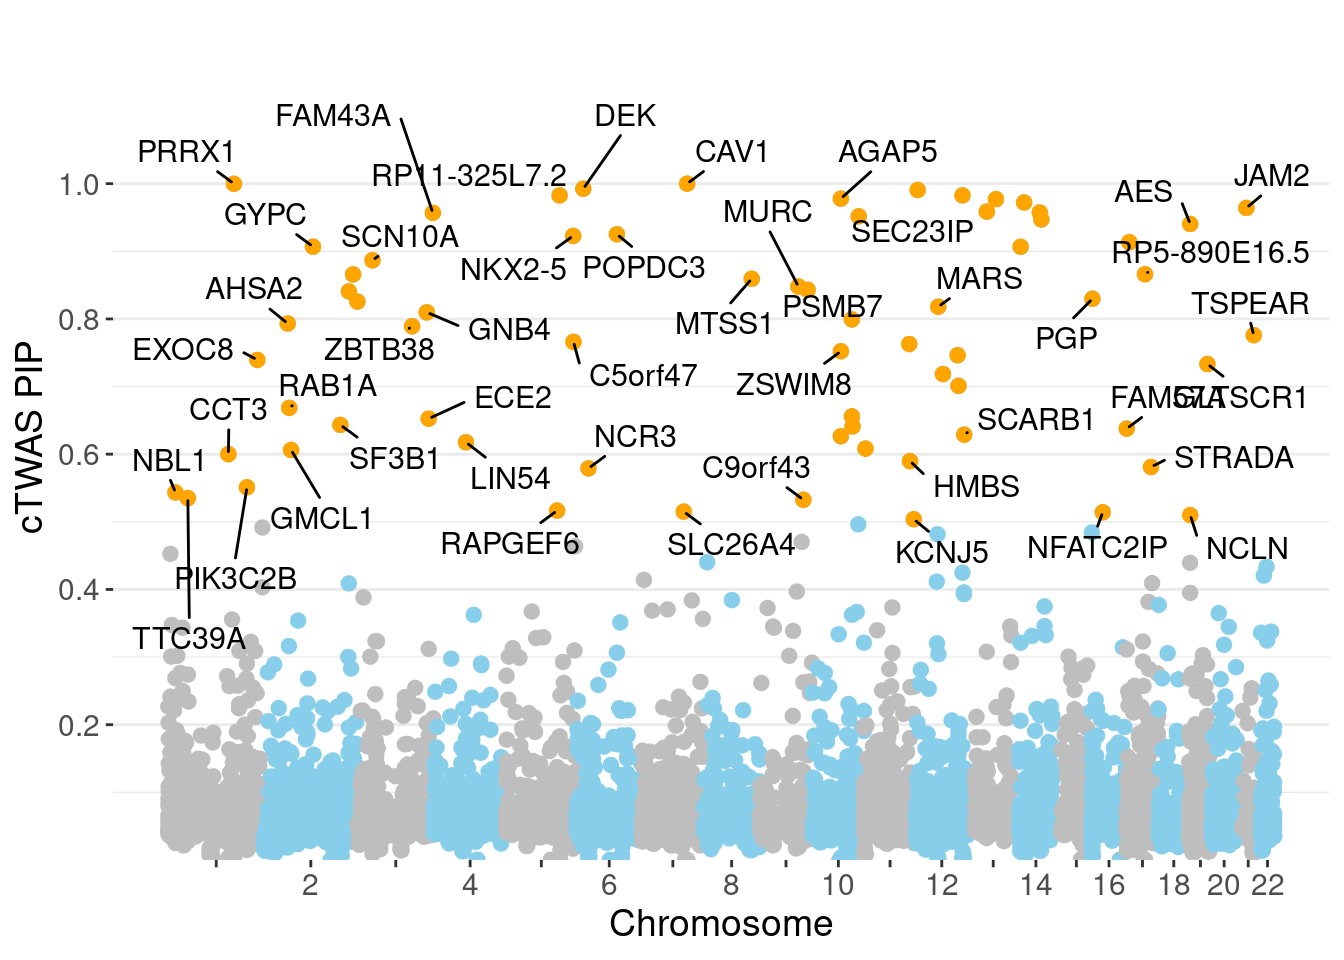 FAM43A
DEK
PRRX1
CAV1
AGAP5
RP11-325L7.2
JAM2
AES
1.0
GYPC
MURC
SCN10A
SEC23IP
RP5-890E16.5
NKX2-5
POPDC3
AHSA2
MARS
PSMB7
TSPEAR
0.8
MTSS1
GNB4
PGP
EXOC8
ZBTB38
C5orf47
RAB1A
ZSWIM8
ECE2
FAM57A
GLTSCR1
CCT3
SCARB1
NCR3
0.6
NBL1
SF3B1
C9orf43
STRADA
LIN54
HMBS
GMCL1
RAPGEF6
SLC26A4
KCNJ5
NFATC2IP
NCLN
PIK3C2B
0.4
TTC39A
0.2
cTWAS PIP
2 4 6 8 10 12 14 16 18 20 22
Chromosome